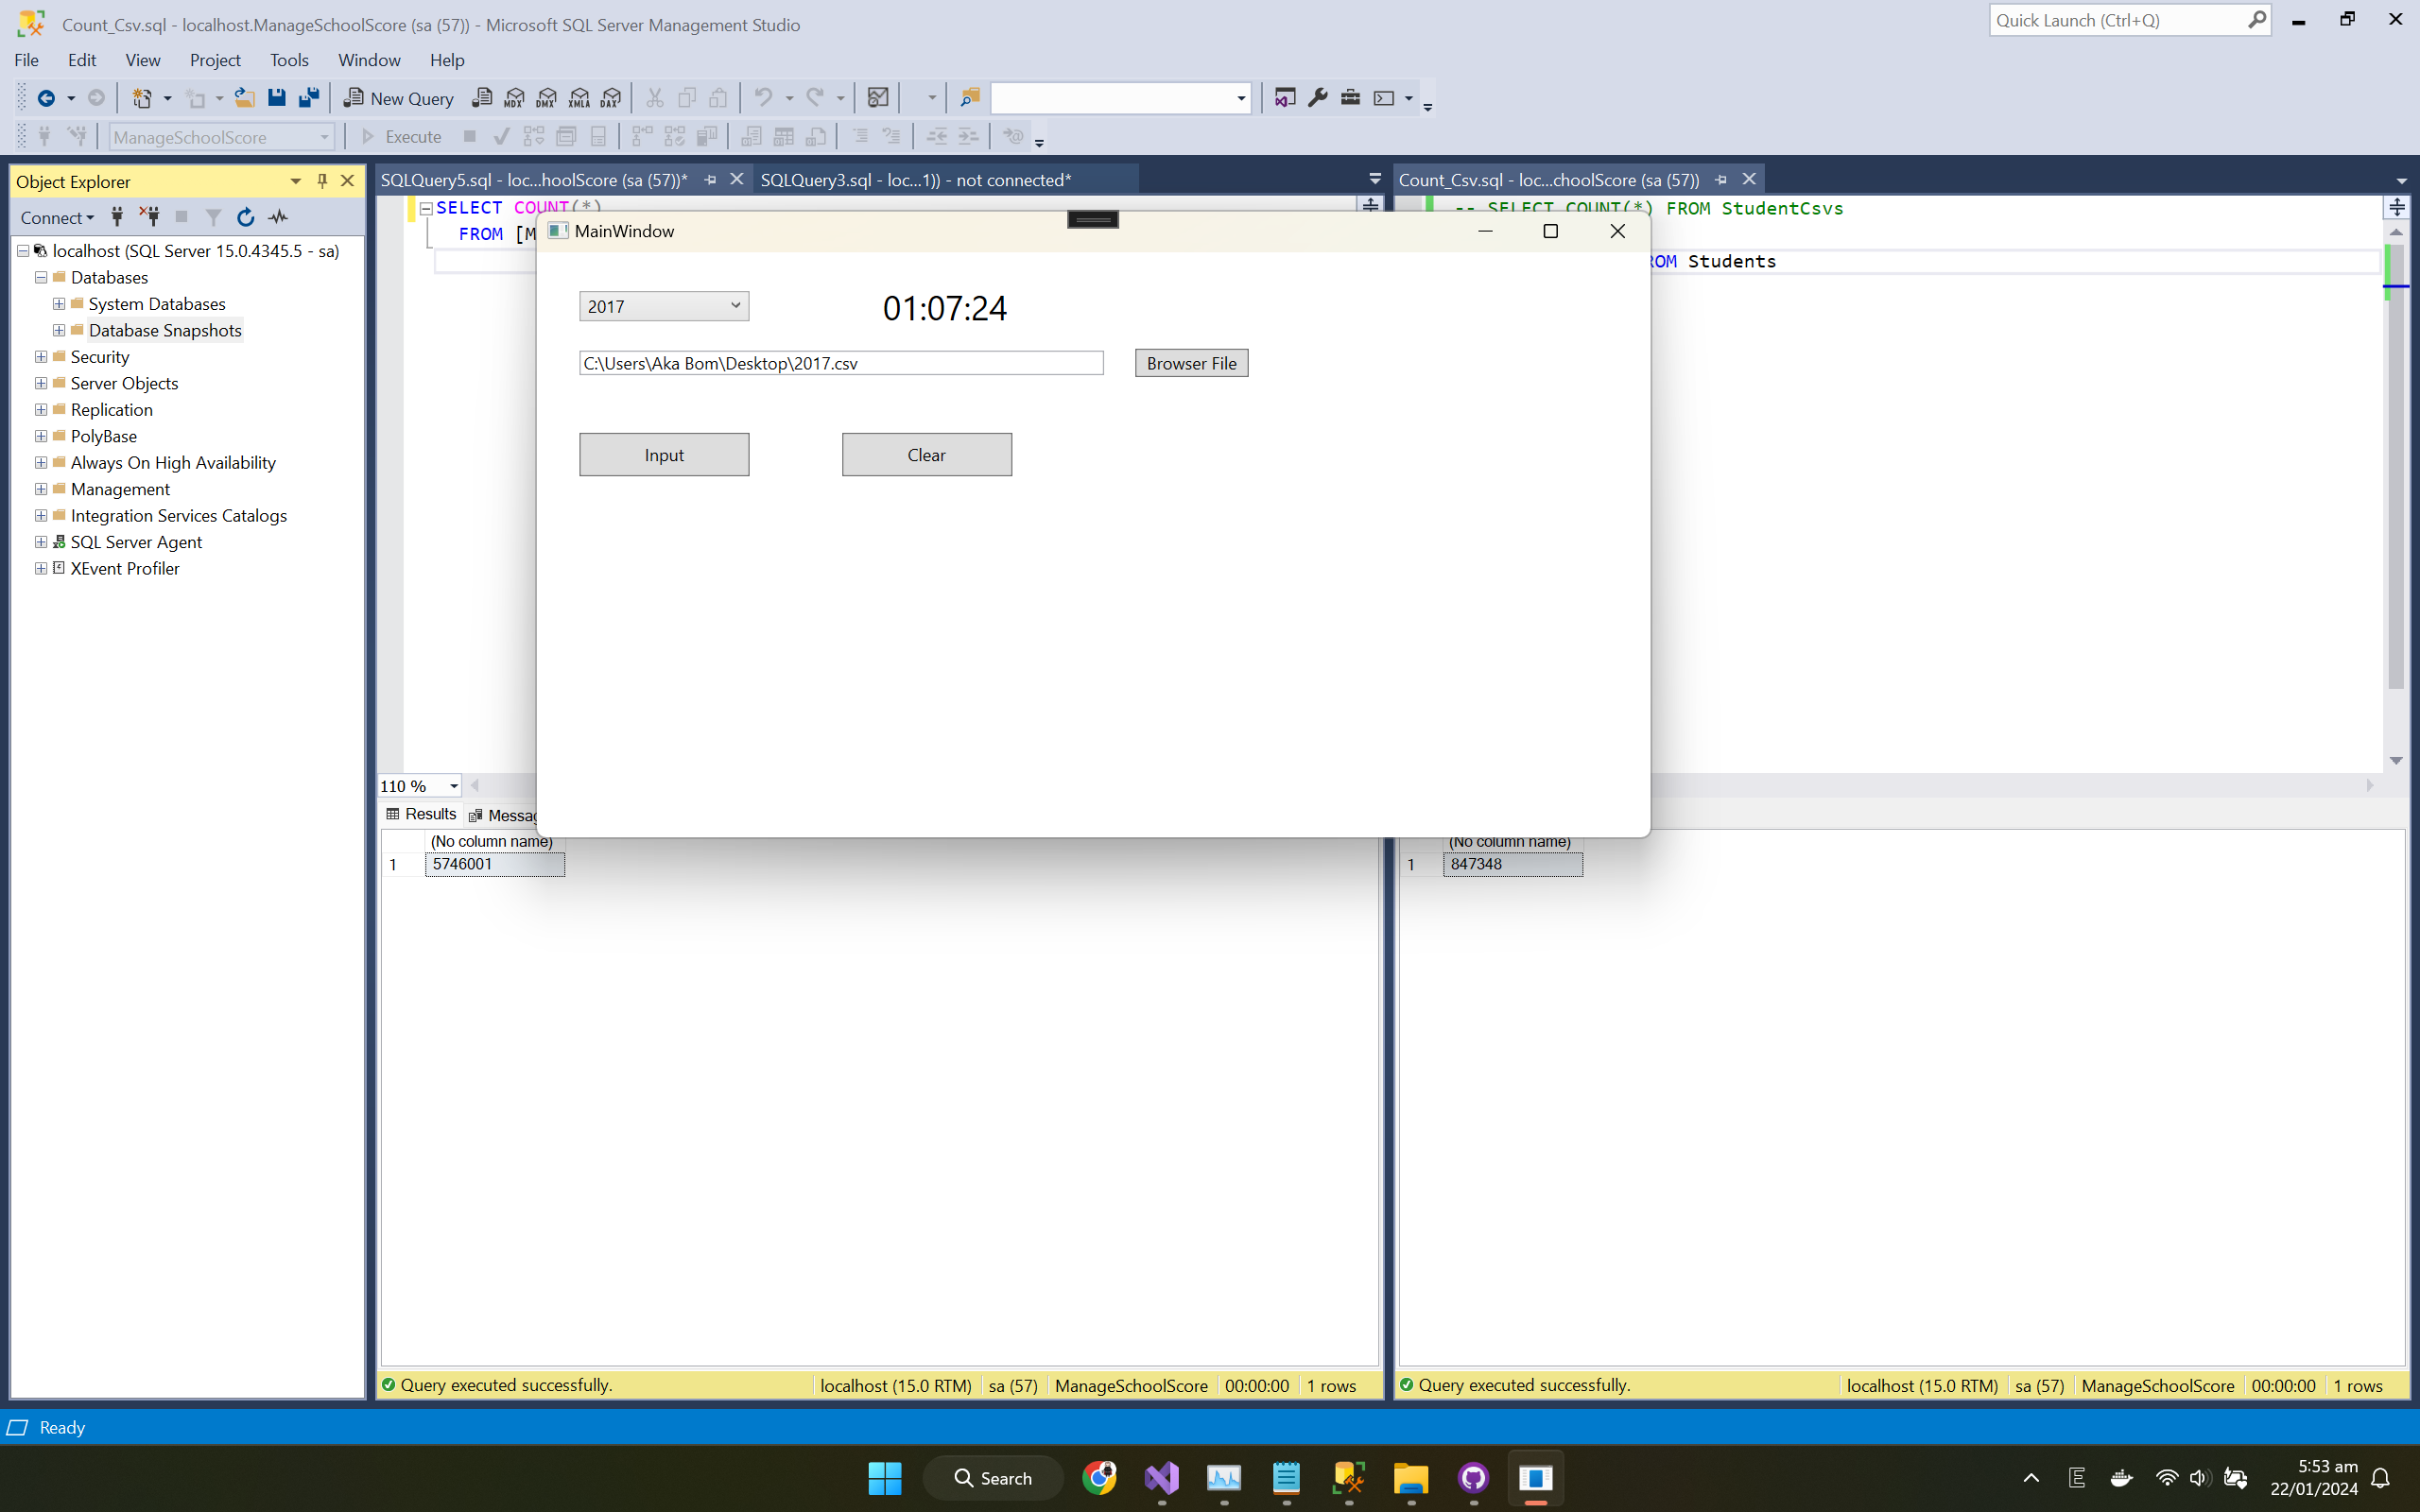 Count_Csv.sql - localhost.ManageSchoolScore (sa (57)) - Microsoft SQL Server Management Studio
Quick Launch (Ctrl+Q)
File Edit View Project Tools Window Help
New Query
MDX DMX XMLA DAX
ManageSchoolScore
Execute
Object Explorer
Connect
localhost (SQL Server 15.0.4345.5 - sa)
Databases
System Databases
Database Snapshots
Security
Server Objects
Replication
PolyBase
Always On High Availability
Management
Integration Services Catalogs
SQL Server Agent
XEvent Profiler
SQLQuery5.sql - loc...hoolScore (sa (57))*
SQLQuery3.sql - loc...1)) - not connected*
SELECT COUNT(*)
FROM [M
Count_Csv.sql - loc...choolScore (sa (57))
-- SELECT COUNT(*) FROM StudentCsvs
ROM Students
MainWindow
2017
01:07:24
C:\Users\Aka Bom\Desktop\2017.csv
Browser File
Input
Clear
110 %
Results
Messag
(No column name)
1 5746001
(No column name)
1 847348
Query executed successfully.
localhost (15.0 RTM)
sa (57)
ManageSchoolScore
00:00:00
1 rows
Query executed successfully.
localhost (15.0 RTM)
sa (57)
ManageSchoolScore
00:00:00
1 rows
Ready
Search
E
5:53 am
22/01/2024